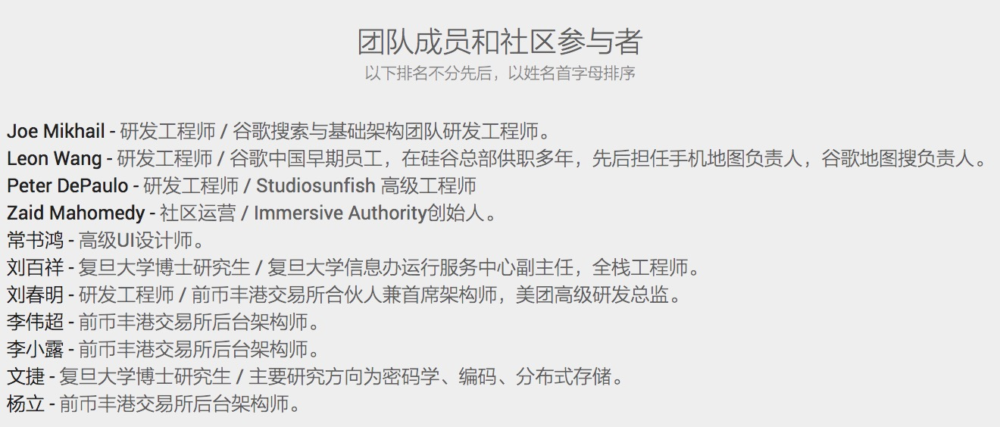 团队成员和社区参与者
以下排名不分先后，以姓名首字母排序
Joe Mikhail - 研发工程师 / 谷歌搜索与基础架构团队研发工程师。
Leon Wang - 研发工程师 / 谷歌中国早期员工，在硅谷总部供职多年，先后担任手机地图负责人，谷歌地图搜负责人。
Peter DePaulo - 研发工程师 / Studiosunfish 高级工程师
Zaid Mahomedy - 社区运营 / Immersive Authority创始人。
常书鸿 - 高级UI设计师。
刘百祥 - 复旦大学博士研究生 / 复旦大学信息办运行服务中心副主任，全栈工程师。
刘春明 - 研发工程师 / 前币丰港交易所合伙人兼首席架构师，美团高级研发总监。
李伟超 - 前币丰港交易所后台架构师。
李小露 - 前币丰港交易所后台架构师。
文捷 - 复旦大学博士研究生 / 主要研究方向为密码学、编码、分布式存储。
杨立 - 前币丰港交易所后台架构师。